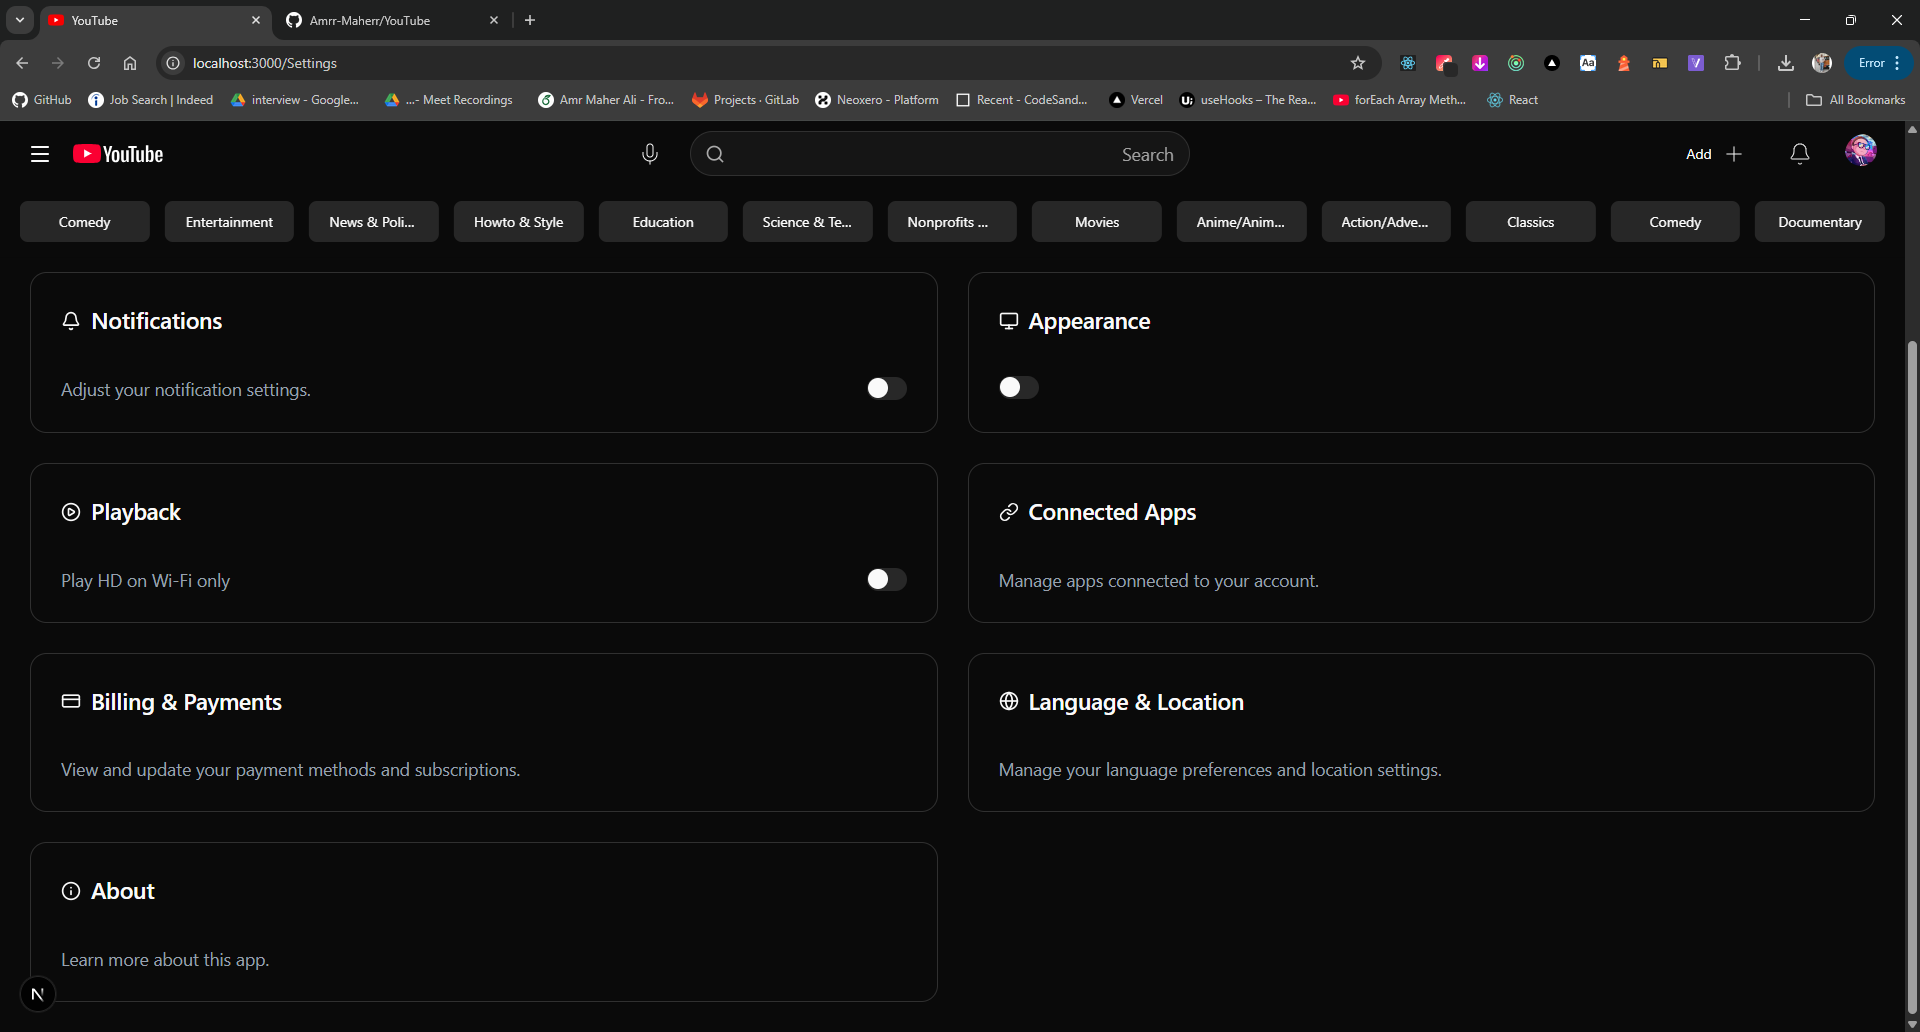 YouTube
Amrr-Maherr/YouTube
localhost:3000/Settings
Error
GitHub
Job Search | Indeed
interview - Google...
...- Meet Recordings
Amr Maher Ali - Fro...
Projects · GitLab
Neoxero - Platform
Recent - CodeSand...
Vercel
useHooks – The Rea...
forEach Array Meth...
React
All Bookmarks
YouTube
Search
Add
Comedy
Entertainment
News & Poli...
Howto & Style
Education
Science & Te...
Nonprofits ...
Movies
Anime/Anim...
Action/Adve...
Classics
Comedy
Documentary
Notifications
Adjust your notification settings.
Appearance
Playback
Play HD on Wi-Fi only
Connected Apps
Manage apps connected to your account.
Billing & Payments
View and update your payment methods and subscriptions.
Language & Location
Manage your language preferences and location settings.
About
Learn more about this app.
N